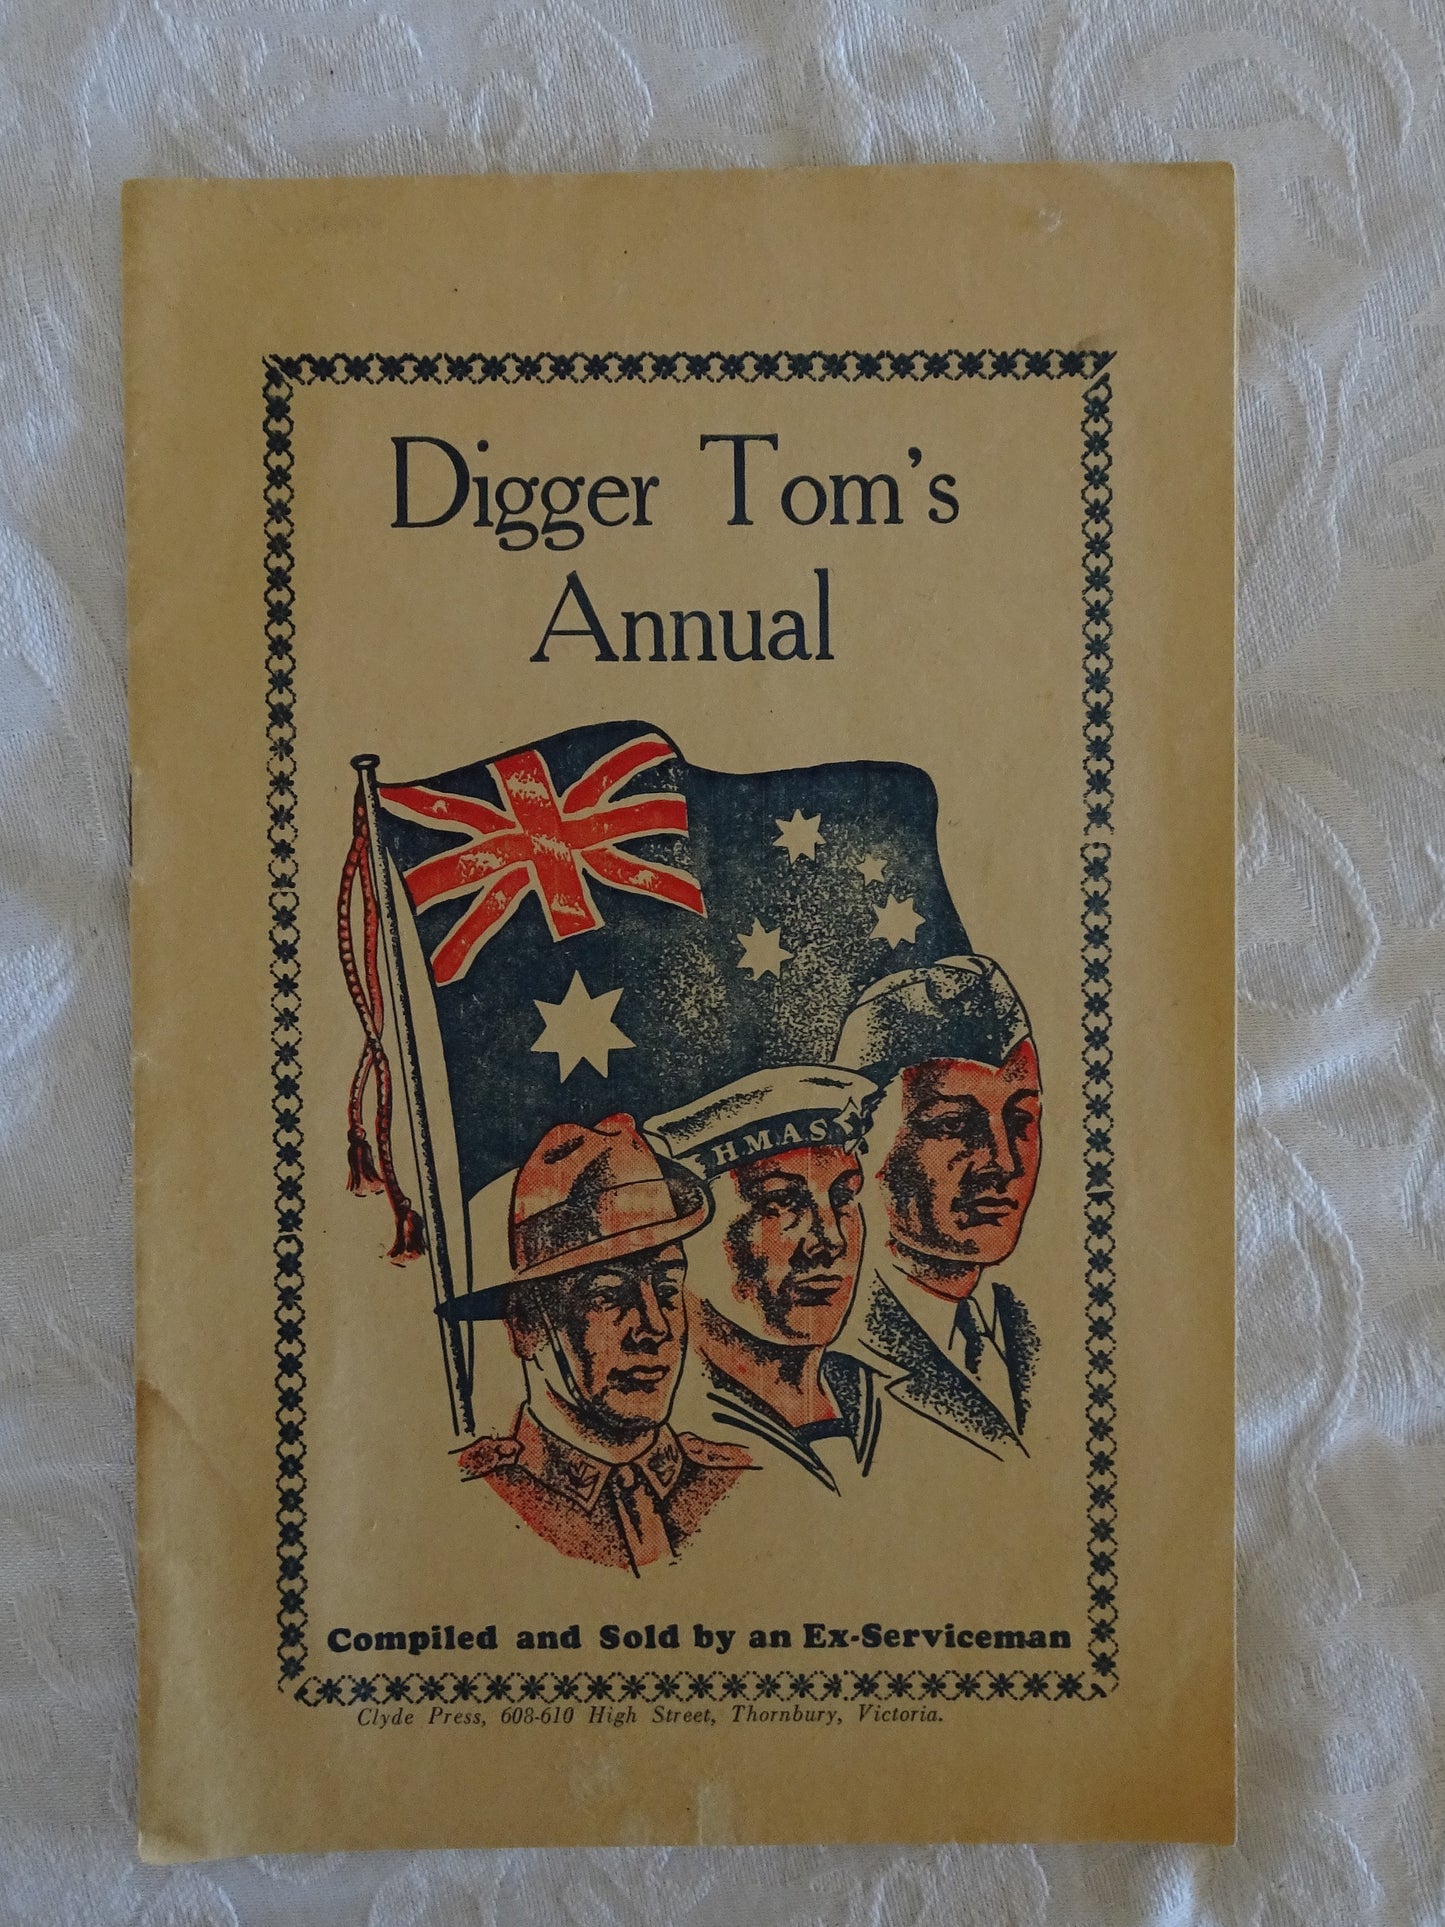 Digger Tom's
Annual
H.M.A.S
Compiled and Sold by an Ex-Serviceman
Clyde Press, 608-610 High Street, Thornbury, Victoria.